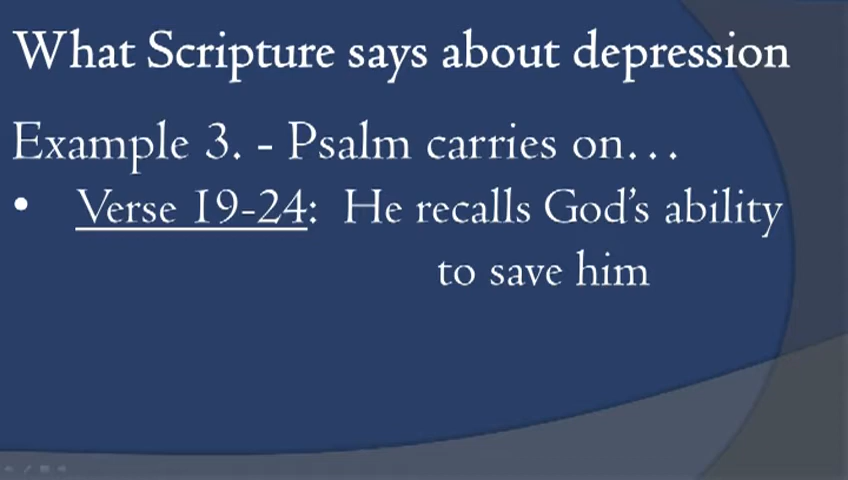 What Scripture says about depression
Example 3. - Psalm carries on...
• Verse 19-24: He recalls God's ability
to save him